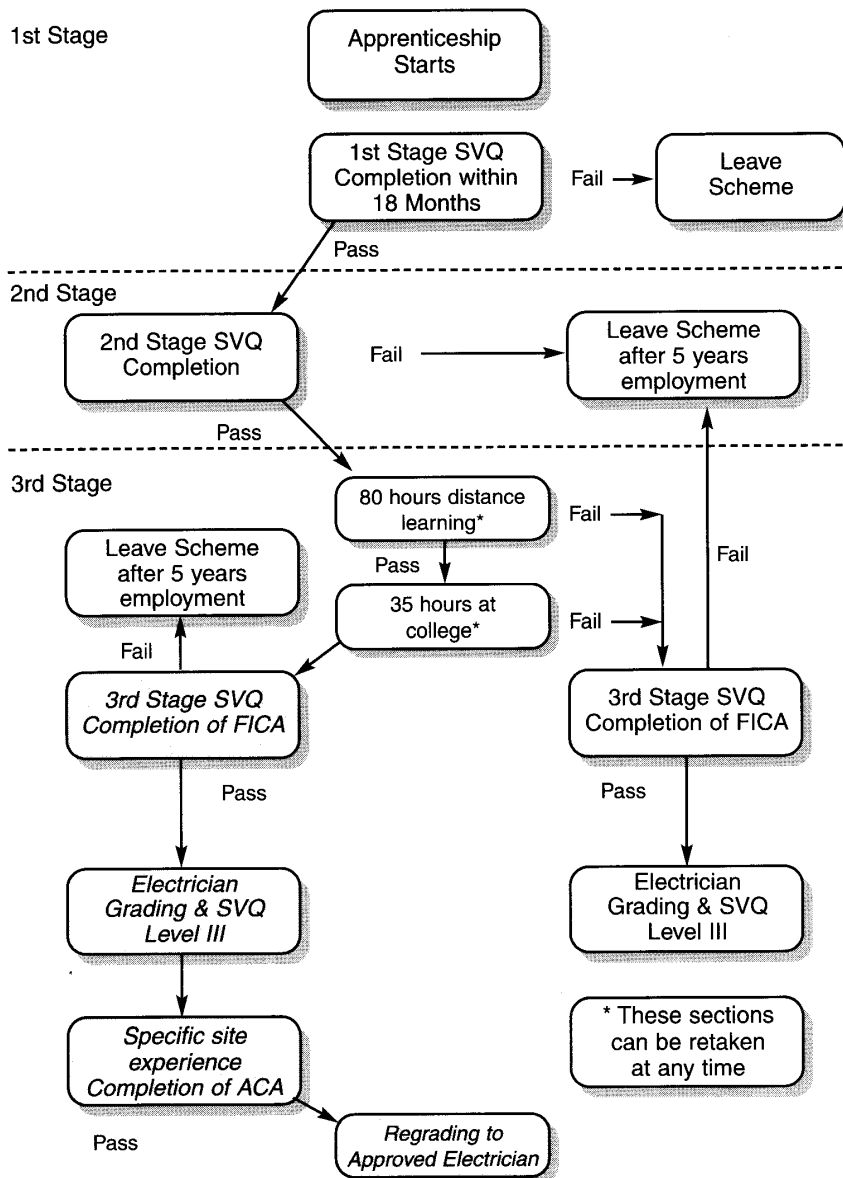 1st Stage
Apprenticeship
Starts
1st Stage SVQ
Completion within
18 Months
Fail
Leave
Scheme
Pass
2nd Stage
2nd Stage SVQ
Completion
Fail
Leave Scheme
after 5 years
employment
Pass
3rd Stage
80 hours distance
learning*
Fail
Leave Scheme
after 5 years
employment
Pass
Fail
35 hours at
college*
Fail
Fail
3rd Stage SVQ
Completion of FICA
3rd Stage SVQ
Completion of FICA
Pass
Pass
Electrician
Grading & SVQ
Level III
Electrician
Grading & SVQ
Level III
Specific site
experience
Completion of ACA
* These sections
can be retaken
at any time
Pass
Regrading to
Approved Electrician